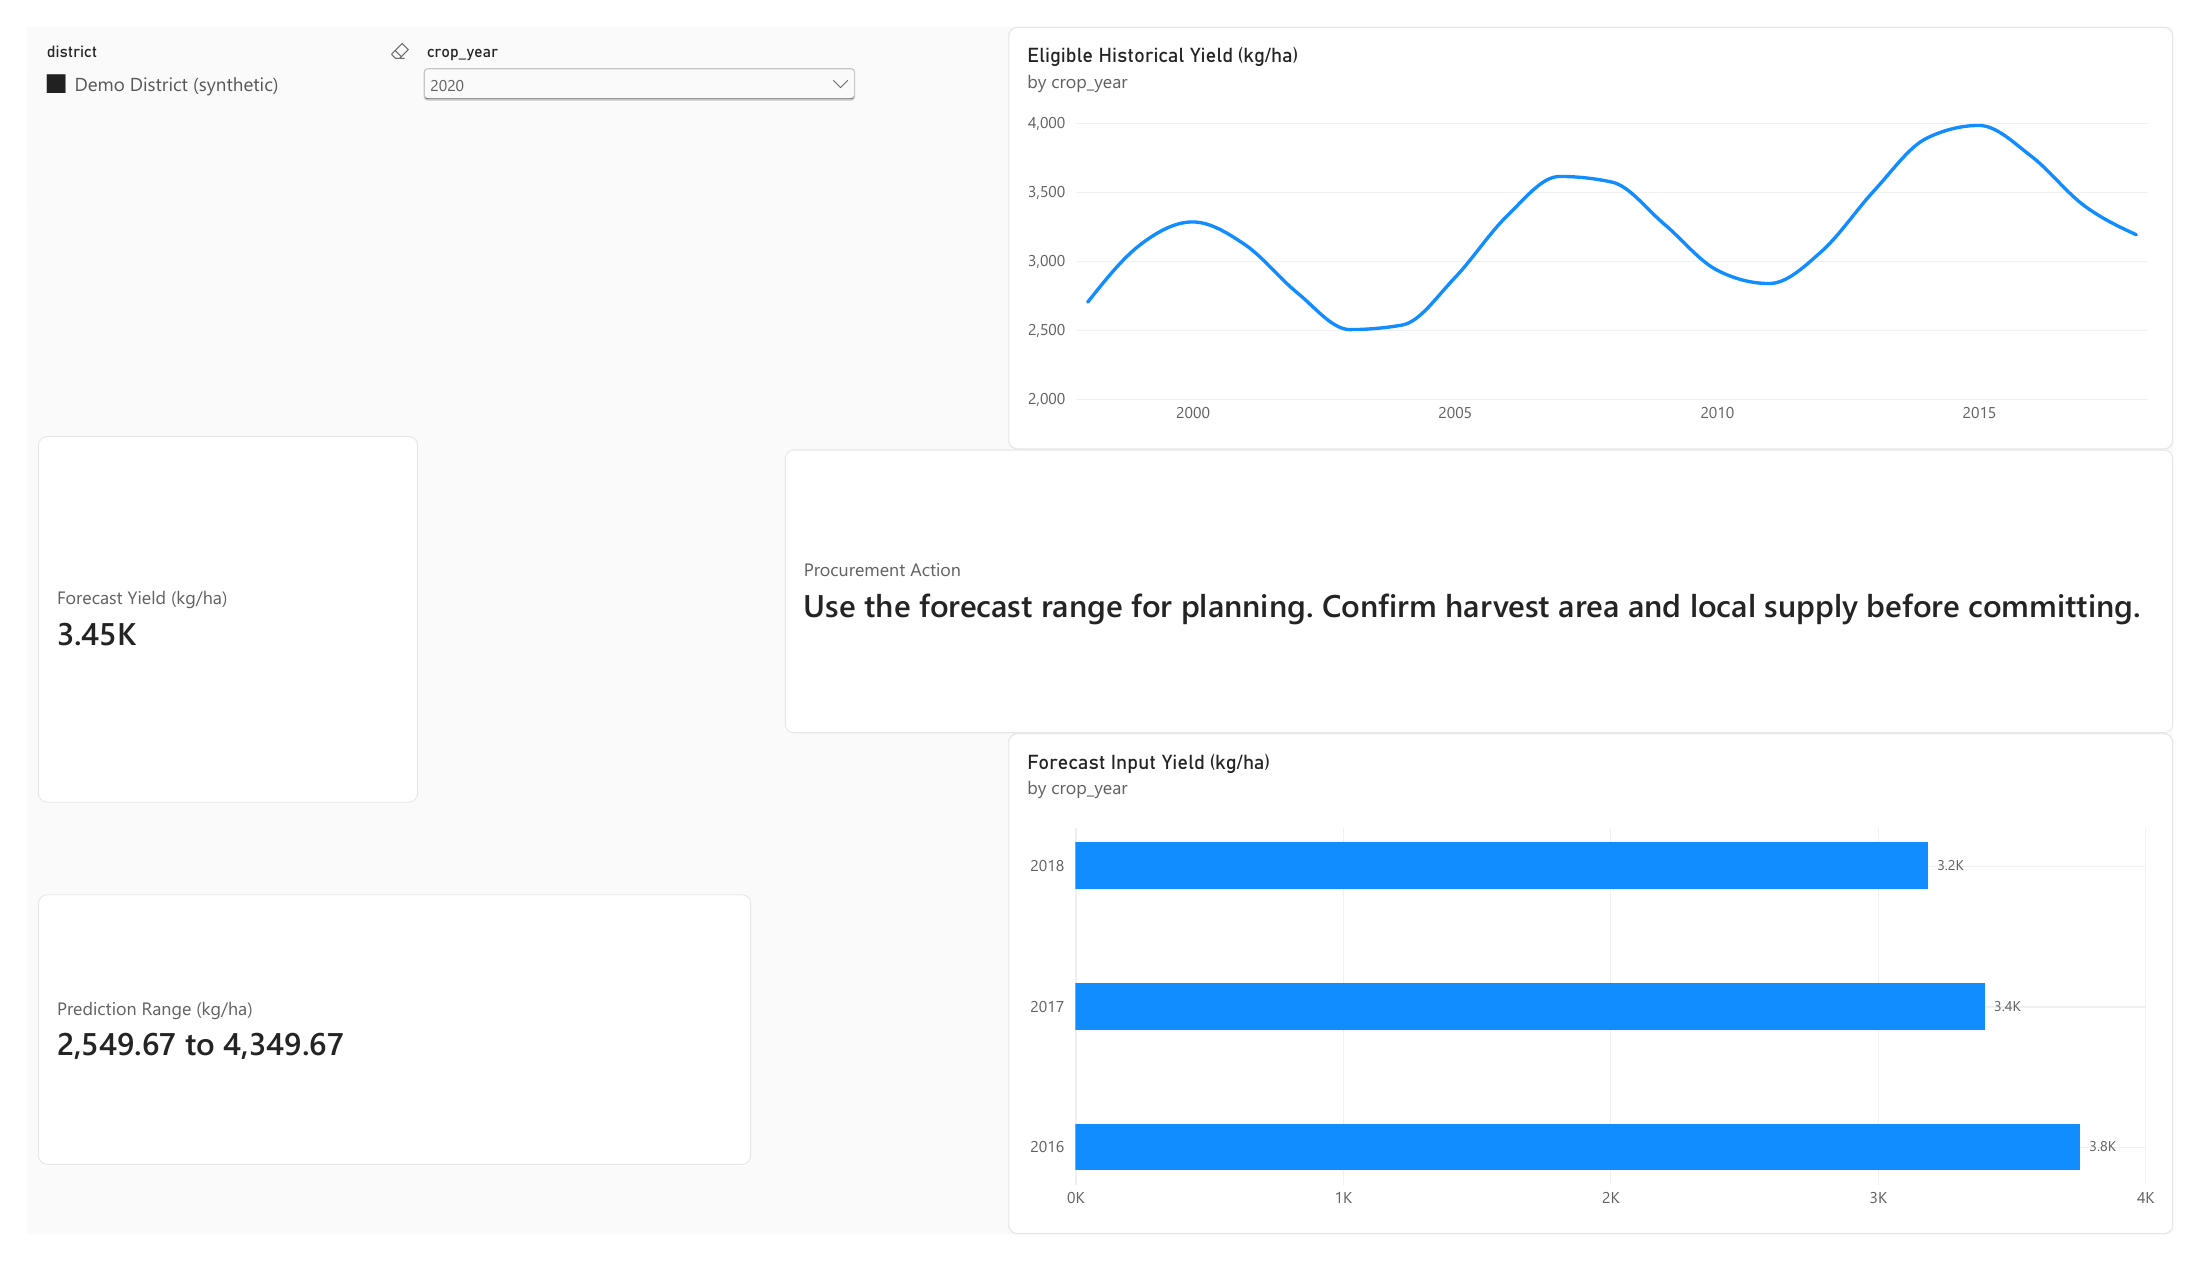 district
Demo District (synthetic)
crop_year
2020
Eligible Historical Yield (kg/ha)
by crop_year
4,000
3,500
3,000
2,500
2,000
2000 2005 2010 2015
Forecast Yield (kg/ha)
3.45K
Procurement Action
Use the forecast range for planning. Confirm harvest area and local supply before committing.
Prediction Range (kg/ha)
2,549.67 to 4,349.67
Forecast Input Yield (kg/ha)
by crop_year
2018 3.2K
2017 3.4K
2016 3.8K
0K 1K 2K 3K 4K